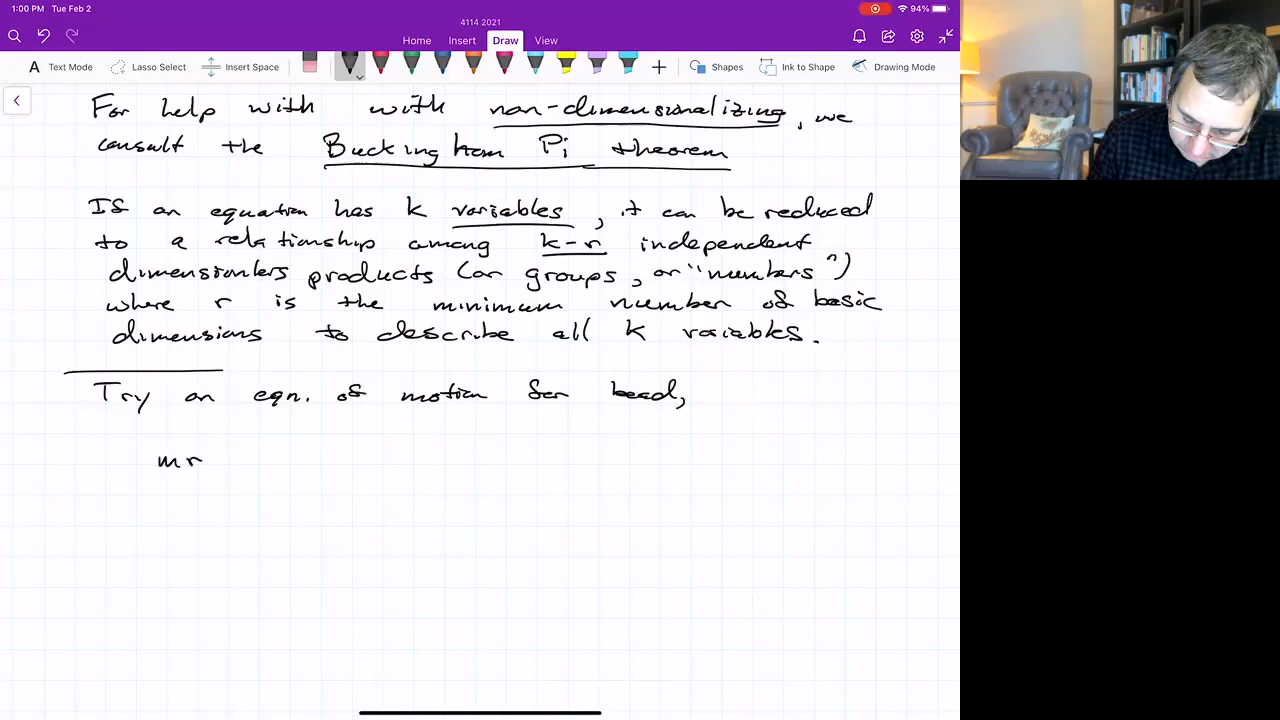 1:00 PM Tue Feb 2
94%
4114 2021
Home Insert Draw View
Text Mode Lasso Select Insert Space Shapes Ink to Shape Drawing Mode
For help with with non-dimensionalizing, we
consult the Buckingham Pi theorem
If an equation has k variables, it can be reduced
to a relationship among k-r independent
dimensionless products (or groups, or "numbers")
where r is the minimum number of basic
dimensions to describe all k variables.
Try an eqn. of motion for bead,
mr